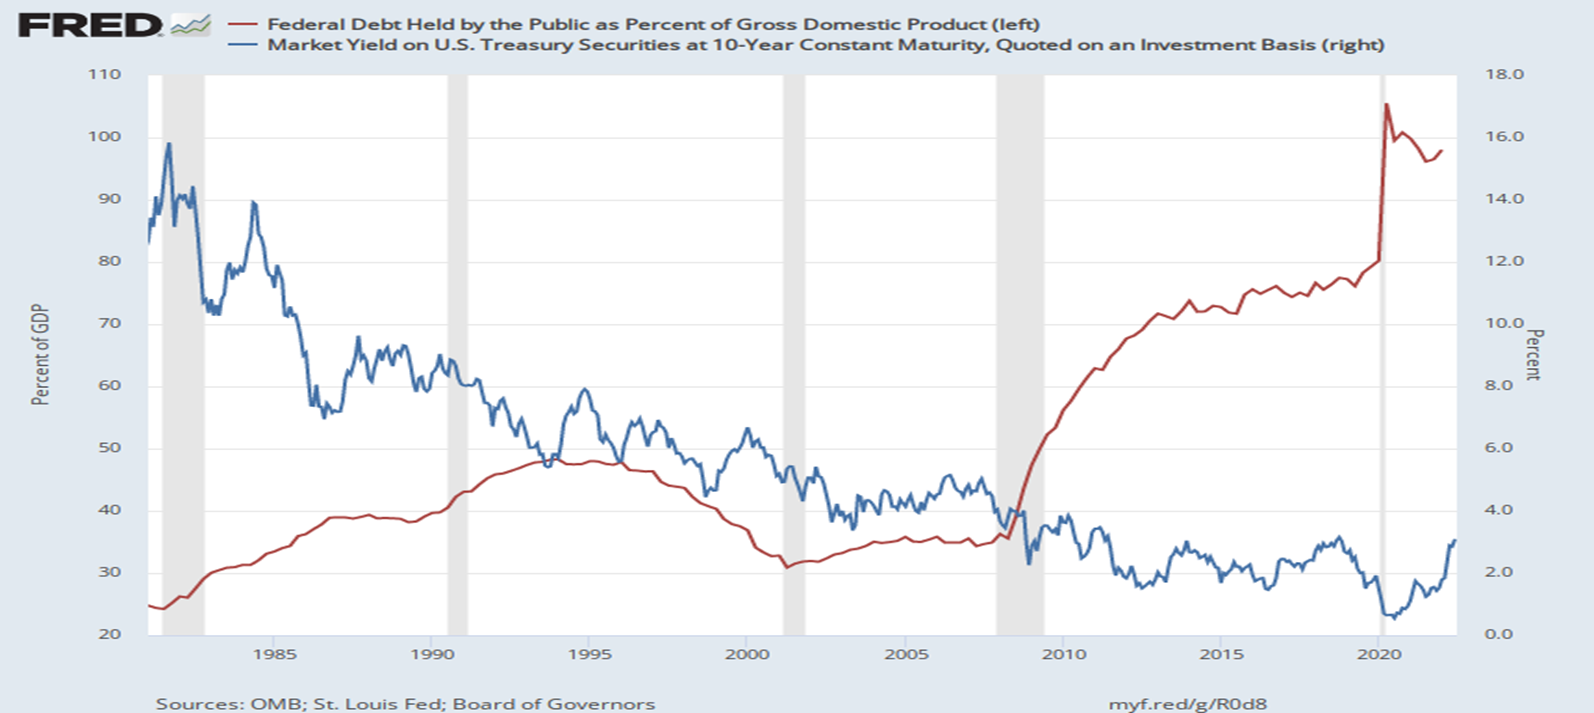 FRED
Federal Debt Held by the Public as Percent of Gross Domestic Product (left)
Market Yield on U.S. Treasury Securities at 10-Year Constant Maturity, Quoted on an Investment Basis (right)
110
100
90
80
70
60
50
40
30
20
Percent of GDP
18.0
16.0
14.0
12.0
10.0
8.0
6.0
4.0
2.0
0.0
Percent
1985 1990 1995 2000 2005 2010 2015 2020
Sources: OMB; St. Louis Fed; Board of Governors
myf.red/g/R0d8